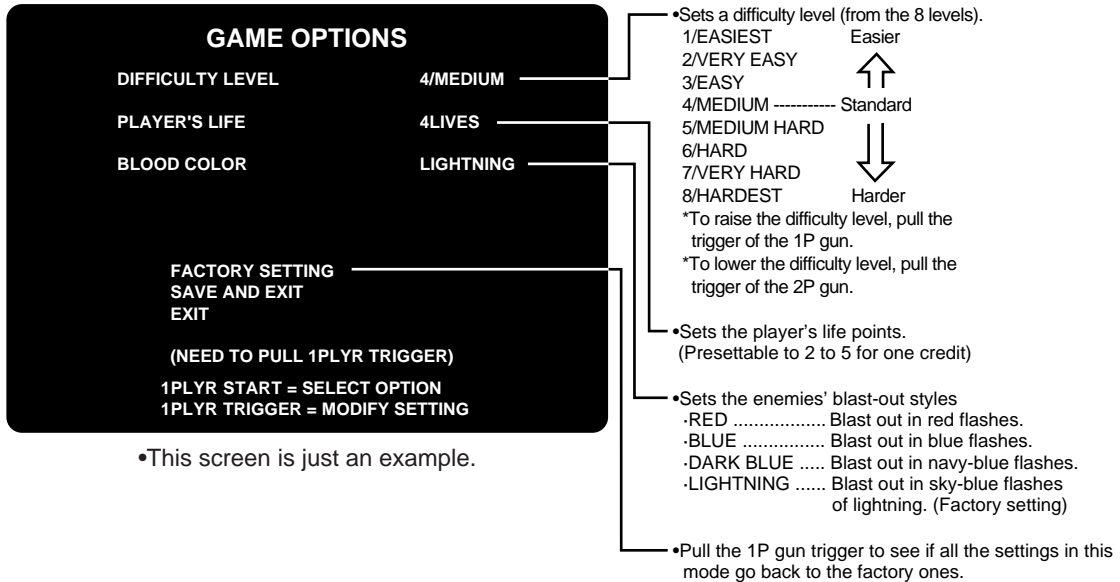 GAME OPTIONS
DIFFICULTY LEVEL 4/MEDIUM
PLAYER'S LIFE 4LIVES
BLOOD COLOR LIGHTNING
FACTORY SETTING
SAVE AND EXIT
EXIT
(NEED TO PULL 1PLYR TRIGGER)
1PLYR START = SELECT OPTION
1PLYR TRIGGER = MODIFY SETTING
•This screen is just an example.
•Sets a difficulty level (from the 8 levels).
1/EASIEST Easier
2/VERY EASY
3/EASY
4/MEDIUM ----------- Standard
5/MEDIUM HARD
6/HARD
7/VERY HARD
8/HARDEST Harder
*To raise the difficulty level, pull the
trigger of the 1P gun.
*To lower the difficulty level, pull the
trigger of the 2P gun.
•Sets the player’s life points.
(Presettable to 2 to 5 for one credit)
•Sets the enemies’ blast-out styles
·RED .................. Blast out in red flashes.
·BLUE ................ Blast out in blue flashes.
·DARK BLUE ..... Blast out in navy-blue flashes.
·LIGHTNING ...... Blast out in sky-blue flashes
of lightning. (Factory setting)
•Pull the 1P gun trigger to see if all the settings in this
mode go back to the factory ones.